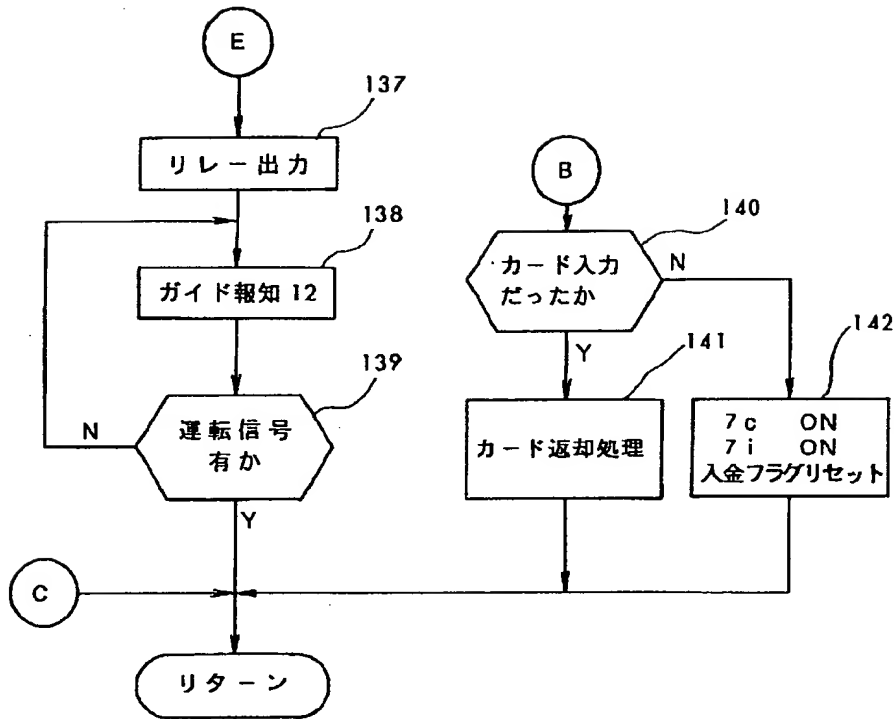 E
137
リレー出力
138
ガイド報知 12
139
運転信号
有か
N
Y
C
リターン
B
140
カード入力
だったか
N
Y
141
カード返却処理
142
7c ON
7i ON
入金フラグリセット